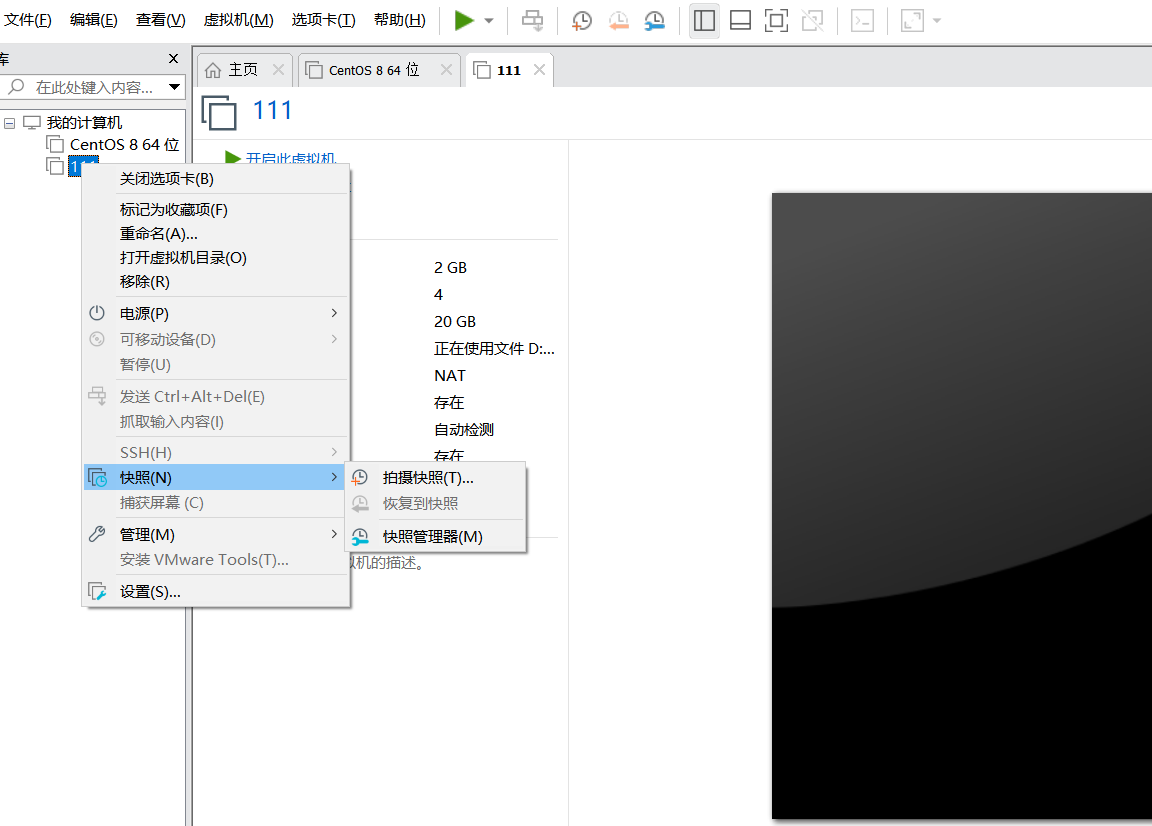 文件(F) 编辑(E) 查看(V) 虚拟机(M) 选项卡(T) 帮助(H)
库
在此处键入内容...
主页
CentOS 8 64 位
111
我的计算机
CentOS 8 64 位
111
开启此虚拟机
关闭选项卡(B)
标记为收藏项(F)
重命名(A)...
打开虚拟机目录(O)
移除(R)
电源(P)
可移动设备(D)
暂停(U)
发送 Ctrl+Alt+Del(E)
抓取输入内容(I)
SSH(H)
快照(N)
捕获屏幕 (C)
管理(M)
安装 VMware Tools(T)...
设置(S)...
拍摄快照(T)...
恢复到快照
快照管理器(M)
2 GB
4
20 GB
正在使用文件 D:...
NAT
存在
自动检测
存在
拟机的描述。